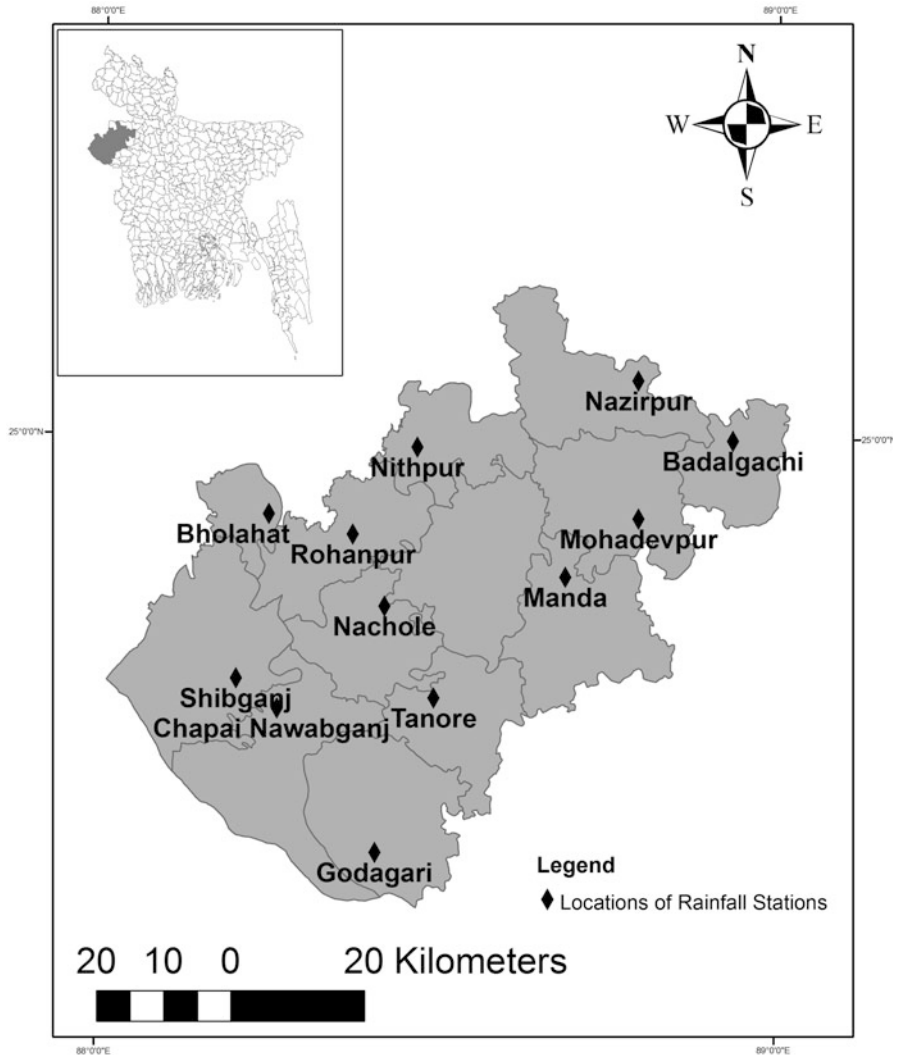 88°0'0"E 89°0'0"E
N
W E
S
Nazirpur
25°0'0"N 25°0'0"N
Badalgachi
Nithpur
Bholahat
Rohanpur
Mohadevpur
Manda
Nachole
Shibganj
Tanore
Chapai Nawabganj
Godagari
Legend
Locations of Rainfall Stations
20 10 0 20 Kilometers
88°0'0"E 89°0'0"E